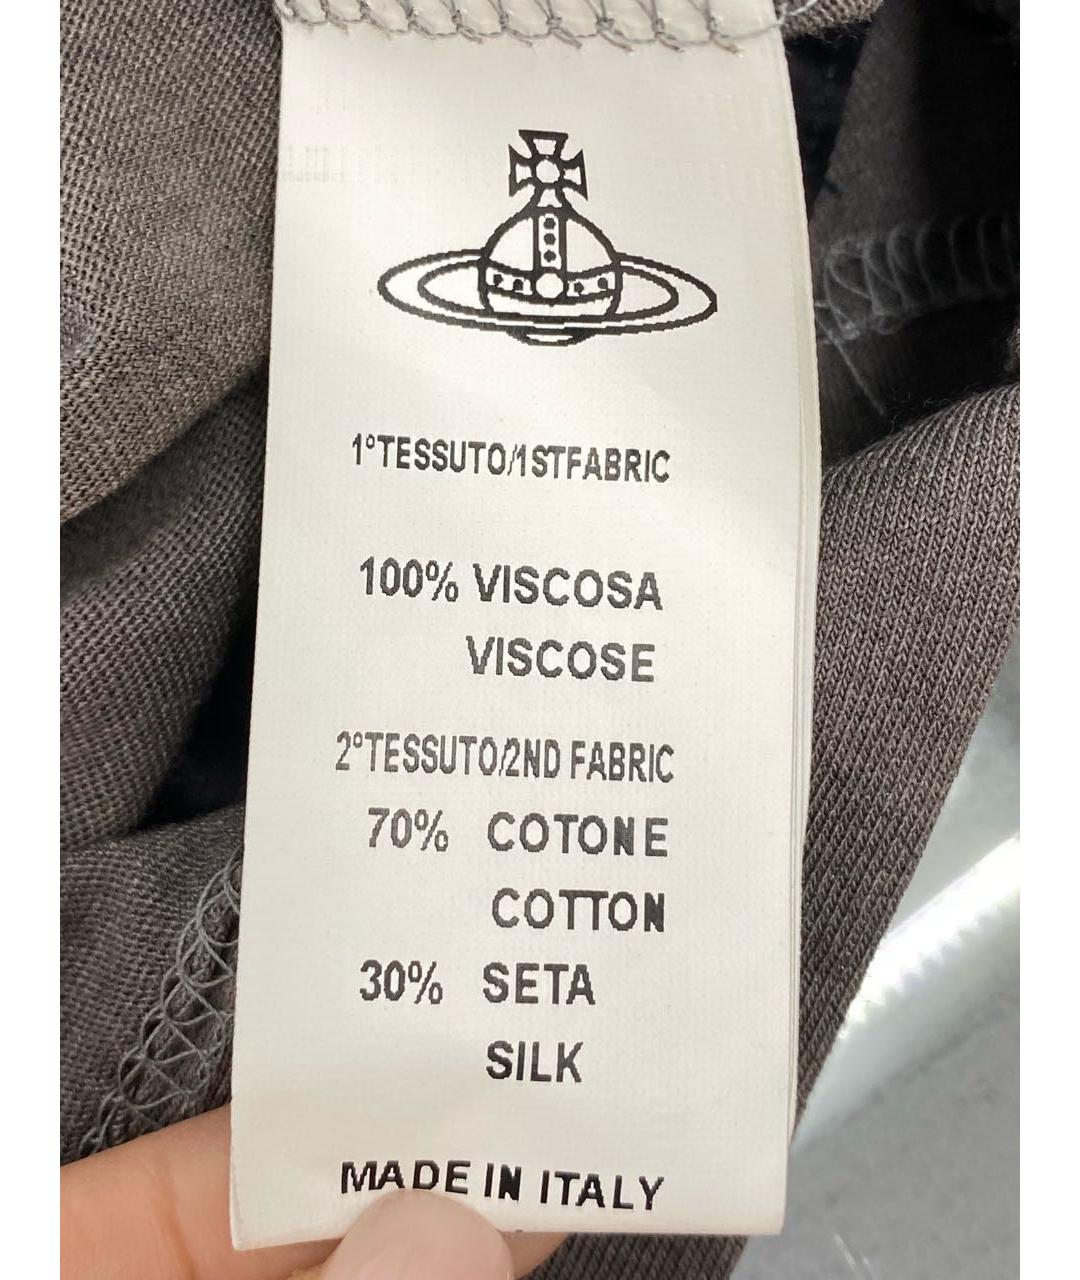 1°TESSUTO/1STFABRIC
100% VISCOSA
VISCOSE
2°TESSUTO/2ND FABRIC
70% COTONE
COTTON
30% SETA
SILK
MADE IN ITALY